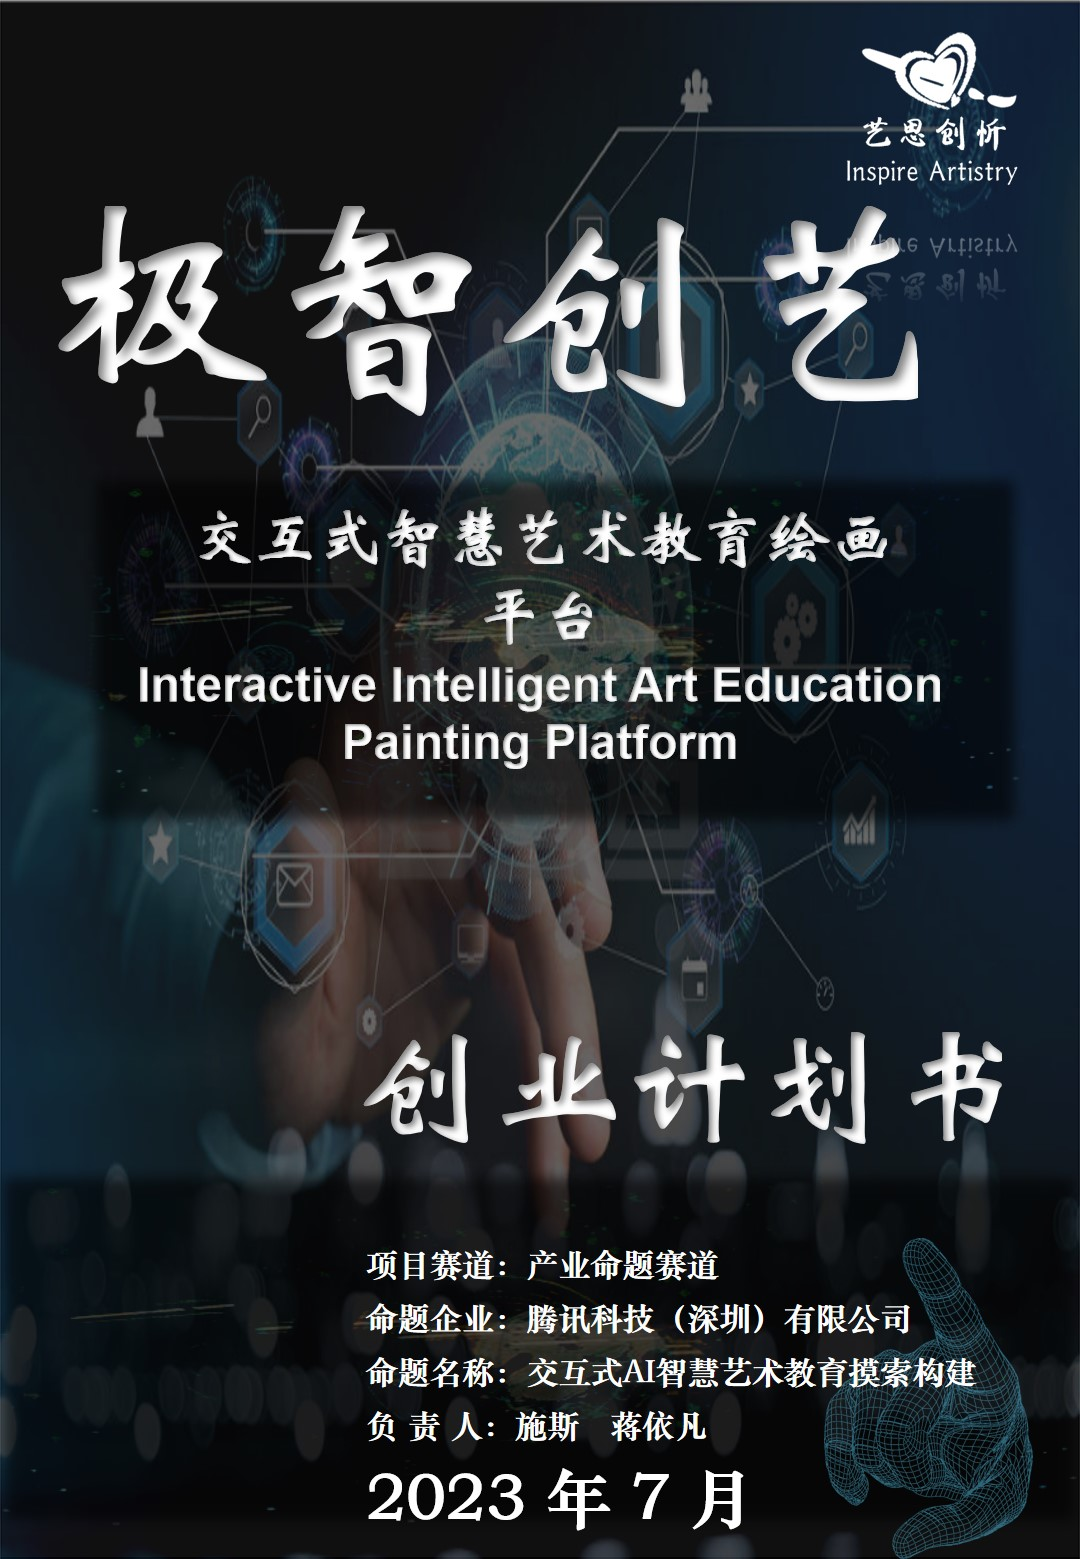 艺恩创忻
Inspire Artistry
极智创艺
交互式智慧艺术教育绘画
平台
Interactive Intelligent Art Education
Painting Platform
创业计划书
项目赛道：产业命题赛道
命题企业：腾讯科技（深圳）有限公司
命题名称：交互式AI智慧艺术教育摸索构建
负 责 人：施斯　蒋依凡
2023 年 7 月